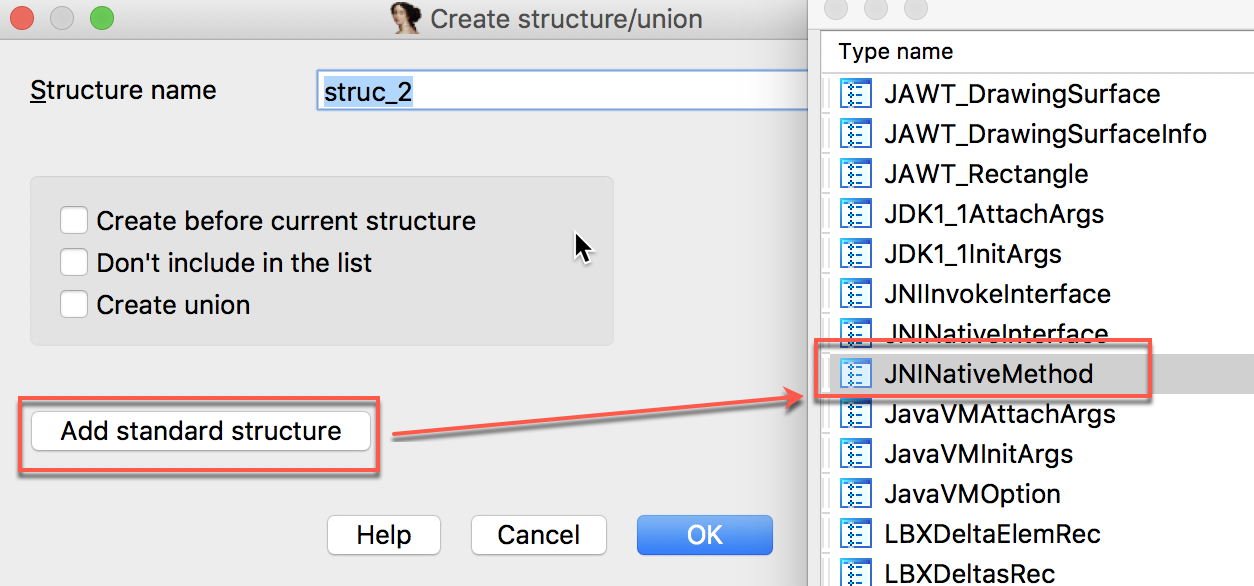 Create structure/union
Structure name
struc_2
Create before current structure
Don't include in the list
Create union
Add standard structure
Help
Cancel
OK
Type name
JAWT_DrawingSurface
JAWT_DrawingSurfaceInfo
JAWT_Rectangle
JDK1_1AttachArgs
JDK1_1InitArgs
JNIInvokeInterface
JNINativeInterface
JNINativeMethod
JavaVMAttachArgs
JavaVMInitArgs
JavaVMOption
LBXDeltaElemRec
LBXDeltasRec